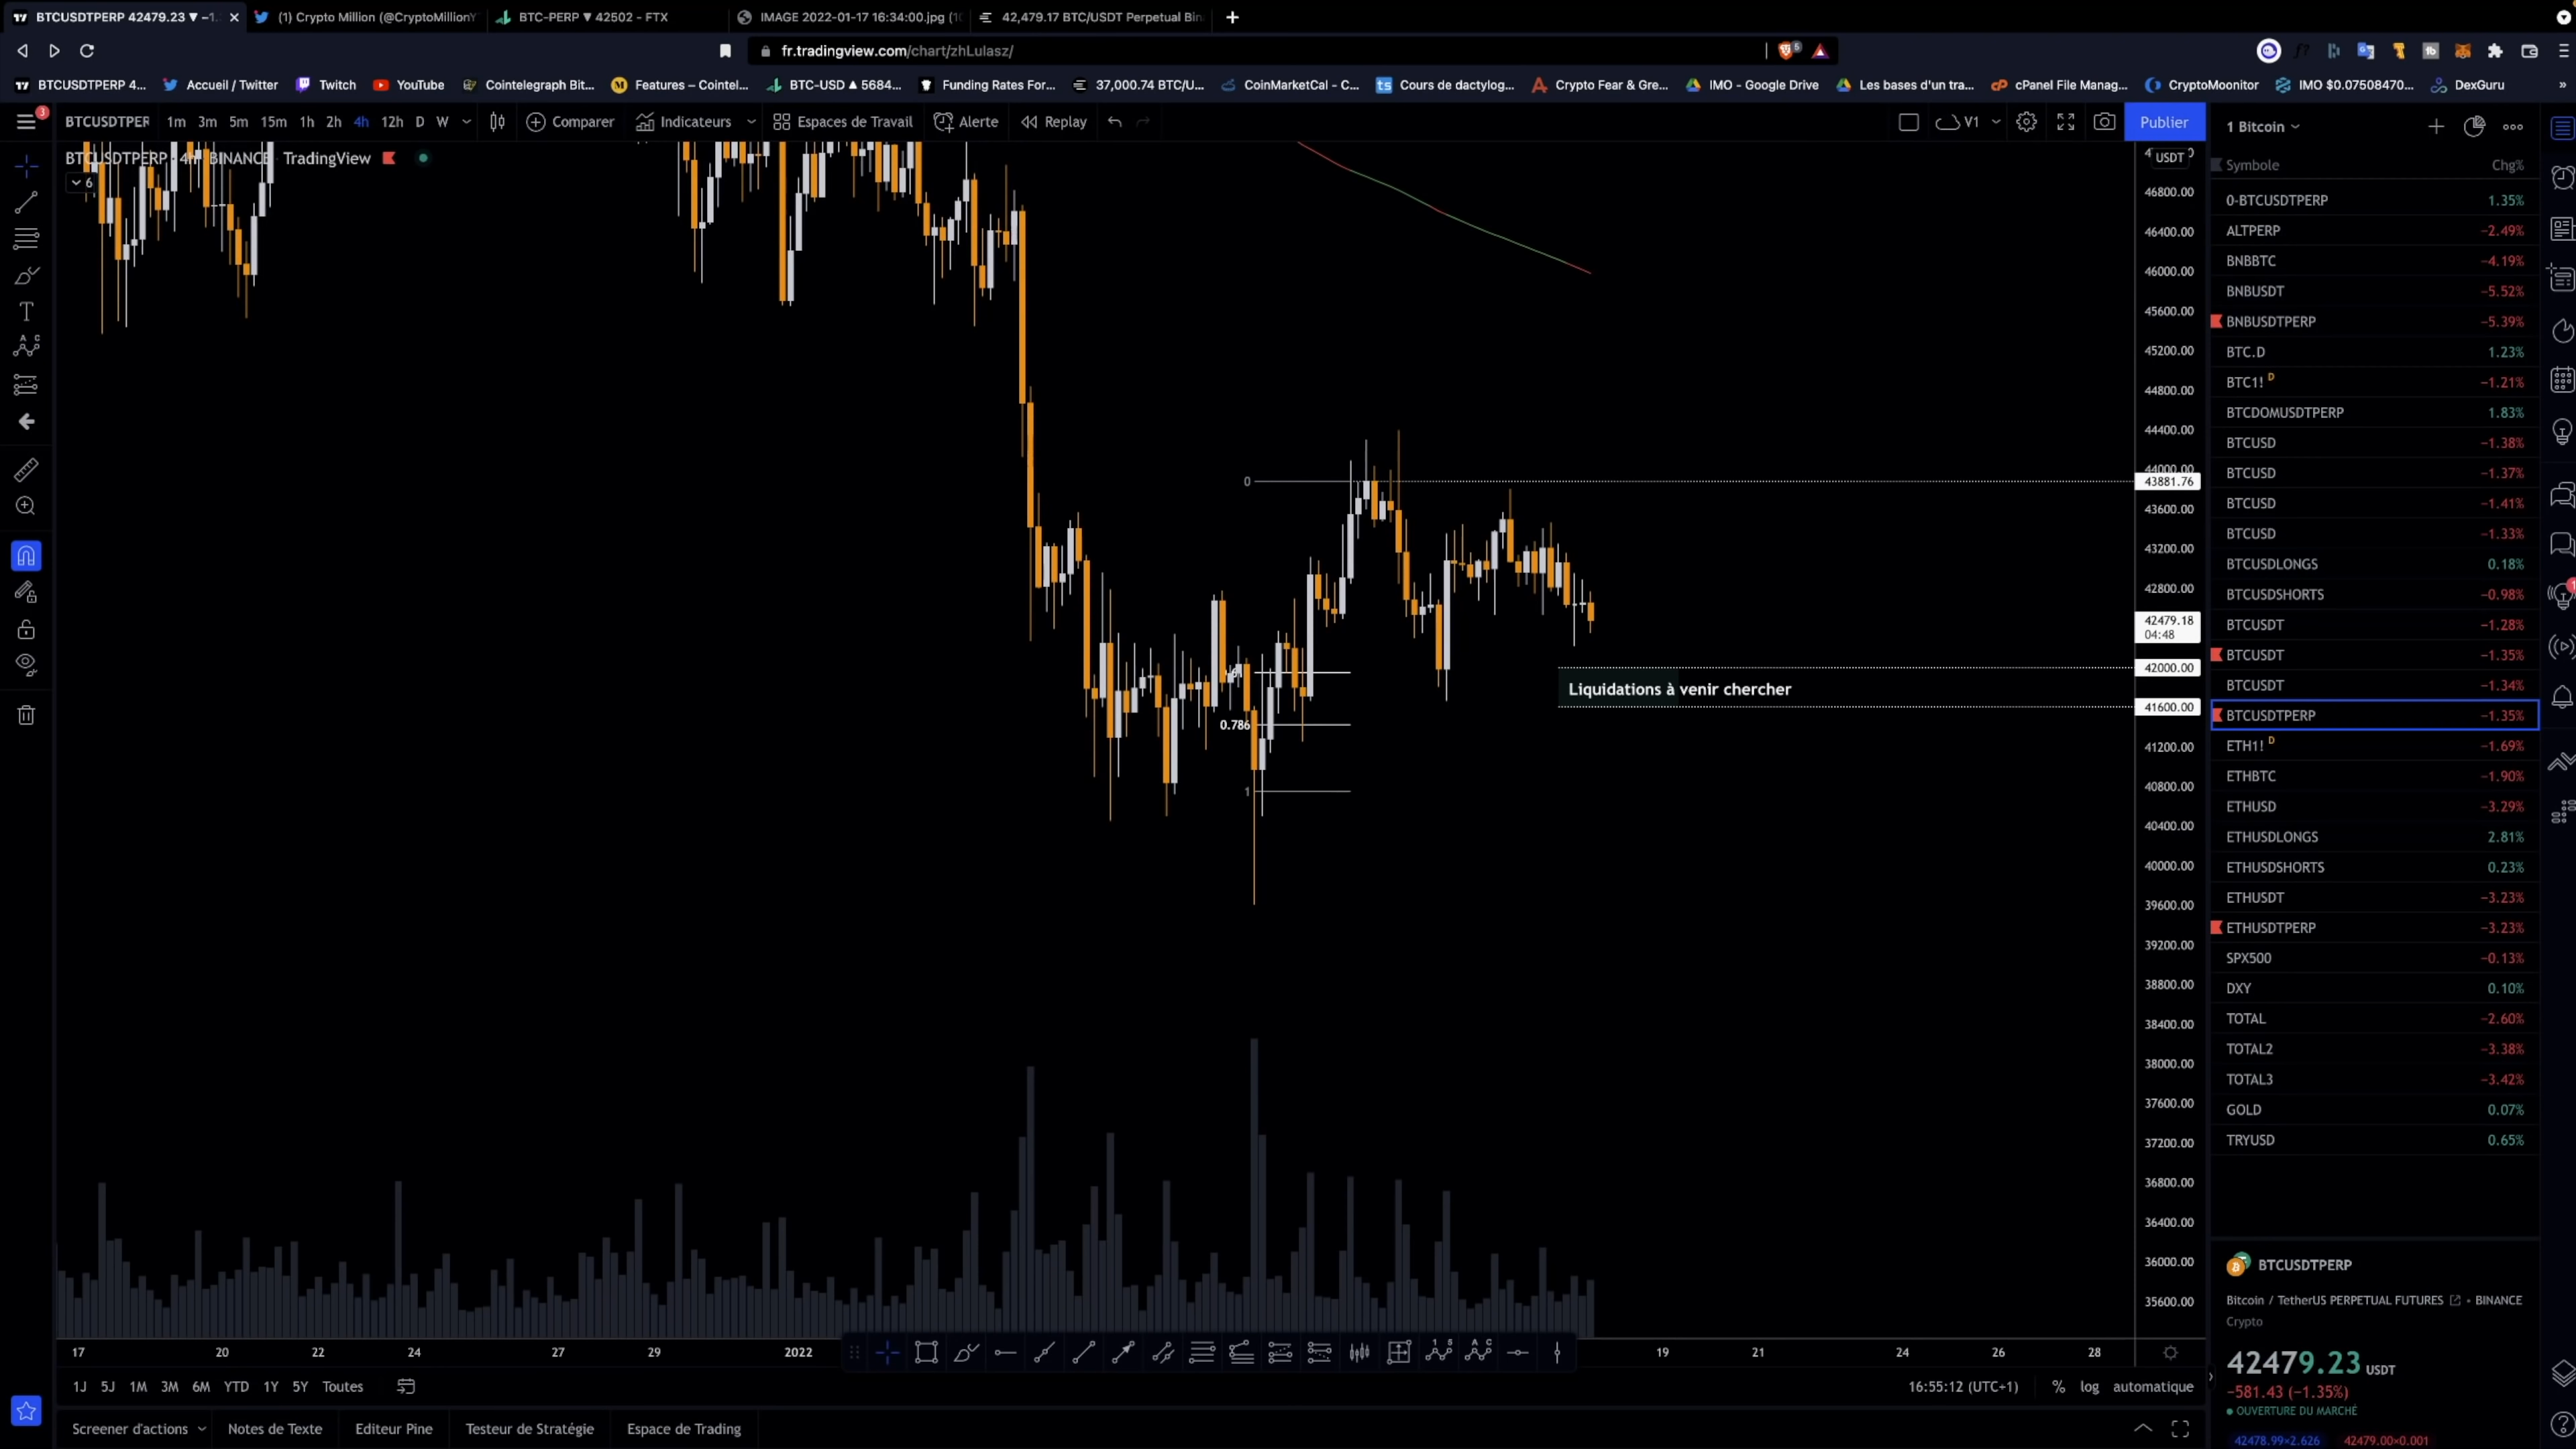 BTCUSDTPERP 42479.23 ▼ −1.
(1) Crypto Million (@CryptoMillionY
BTC-PERP ▼ 42502 - FTX
IMAGE 2022-01-17 16:34:00.jpg (1
42,479.17 BTC/USDT Perpetual Bin
fr.tradingview.com/chart/zhLulasz/
BTCUSDTPERP 4...
Accueil / Twitter
Twitch
YouTube
Cointelegraph Bit...
Features – Cointel...
BTC-USD ▲ 5684...
Funding Rates For...
37,000.74 BTC/U...
CoinMarketCal - C...
Cours de dactylog...
Crypto Fear & Gre...
IMO - Google Drive
Les bases d'un tra...
cPanel File Manag...
CryptoMoonitor
IMO $0.07508470...
DexGuru
BTCUSDTPER 1m 3m 5m 15m 1h 2h 4h 12h D W
Comparer
Indicateurs
Espaces de Travail
Alerte
Replay
V1
Publier
1 Bitcoin
BTCUSDTPERP · 4h · BINANCE TradingView
6
USDT
46800.00
46400.00
46000.00
45600.00
45200.00
44800.00
44400.00
44000.00
43881.76
43600.00
43200.00
42800.00
42479.18
04:48
42000.00
41600.00
41200.00
40800.00
40400.00
40000.00
39600.00
39200.00
38800.00
38400.00
38000.00
37600.00
37200.00
36800.00
36400.00
36000.00
35600.00
0
0.786
1
Liquidations à venir chercher
17 20 22 24 27 29 2022 19 21 24 26 28
1J 5J 1M 3M 6M YTD 1Y 5Y Toutes
16:55:12 (UTC+1) % log automatique
Screener d'actions
Notes de Texte
Editeur Pine
Testeur de Stratégie
Espace de Trading
Symbole Chg%
0-BTCUSDTPERP 1.35%
ALTPERP −2.49%
BNBBTC −4.19%
BNBUSDT −5.52%
BNBUSDTPERP −5.39%
BTC.D 1.23%
BTC1! D −1.21%
BTCDOMUSDTPERP 1.83%
BTCUSD −1.38%
BTCUSD −1.37%
BTCUSD −1.41%
BTCUSD −1.33%
BTCUSDLONGS 0.18%
BTCUSDSHORTS −0.98%
BTCUSDT −1.28%
BTCUSDT −1.35%
BTCUSDT −1.34%
BTCUSDTPERP −1.35%
ETH1! D −1.69%
ETHBTC −1.90%
ETHUSD −3.29%
ETHUSDLONGS 2.81%
ETHUSDSHORTS 0.23%
ETHUSDT −3.23%
ETHUSDTPERP −3.23%
SPX500 −0.13%
DXY 0.10%
TOTAL −2.60%
TOTAL2 −3.38%
TOTAL3 −3.42%
GOLD 0.07%
TRYUSD 0.65%
BTCUSDTPERP
Bitcoin / TetherUS PERPETUAL FUTURES • BINANCE
Crypto
42479.23 USDT
−581.43 (−1.35%)
OUVERTURE DU MARCHÉ
42478.99×2.626 42479.00×0.001